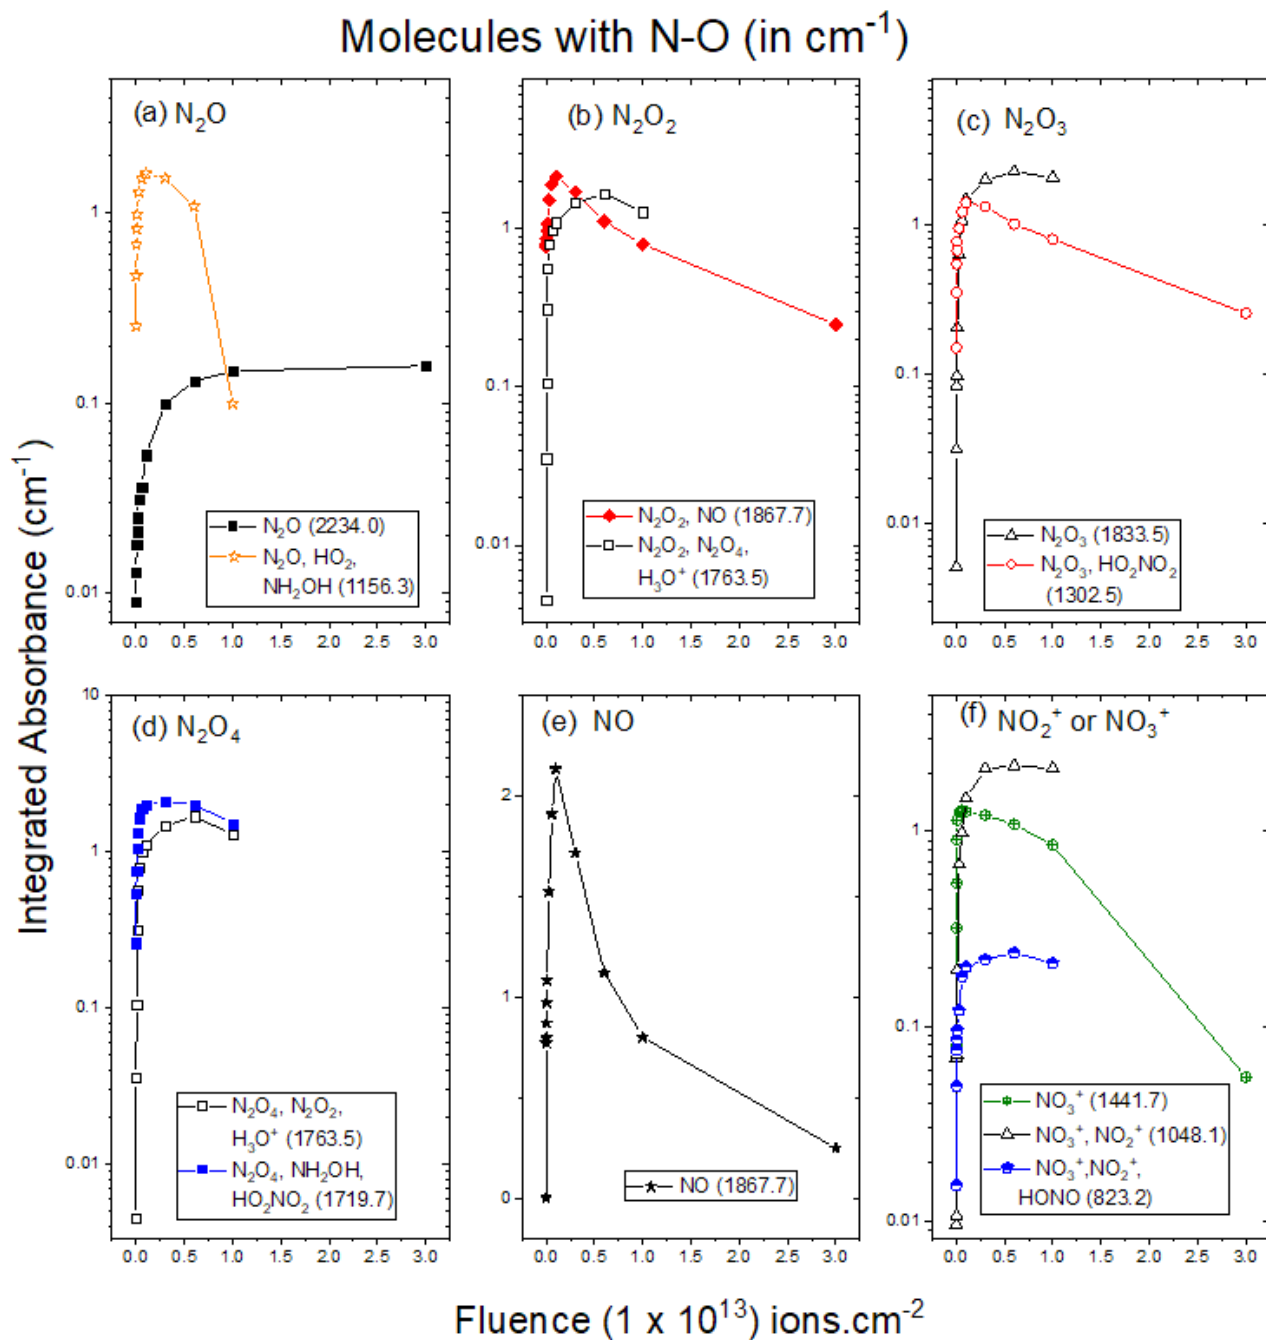 Molecules with N-O (in cm⁻¹)
Integrated Absorbance (cm⁻¹)
(a) N₂O
1
0.1
0.01
N₂O (2234.0)
N₂O, HO₂,
NH₂OH (1156.3)
0.0 0.5 1.0 1.5 2.0 2.5 3.0
(b) N₂O₂
1
0.1
0.01
N₂O₂, NO (1867.7)
N₂O₂, N₂O₄,
H₃O⁺ (1763.5)
0.0 0.5 1.0 1.5 2.0 2.5 3.0
(c) N₂O₃
1
0.1
0.01
N₂O₃ (1833.5)
N₂O₃, HO₂NO₂
(1302.5)
0.0 0.5 1.0 1.5 2.0 2.5 3.0
(d) N₂O₄
10
1
0.1
0.01
N₂O₄, N₂O₂,
H₃O⁺ (1763.5)
N₂O₄, NH₂OH,
HO₂NO₂ (1719.7)
0.0 0.5 1.0 1.5 2.0 2.5 3.0
(e) NO
2
1
0
NO (1867.7)
0.0 0.5 1.0 1.5 2.0 2.5 3.0
(f) NO₂⁺ or NO₃⁺
1
0.1
0.01
NO₃⁺ (1441.7)
NO₃⁺, NO₂⁺ (1048.1)
NO₃⁺,NO₂⁺,
HONO (823.2)
0.0 0.5 1.0 1.5 2.0 2.5 3.0
Fluence (1 x 10¹³) ions.cm⁻²